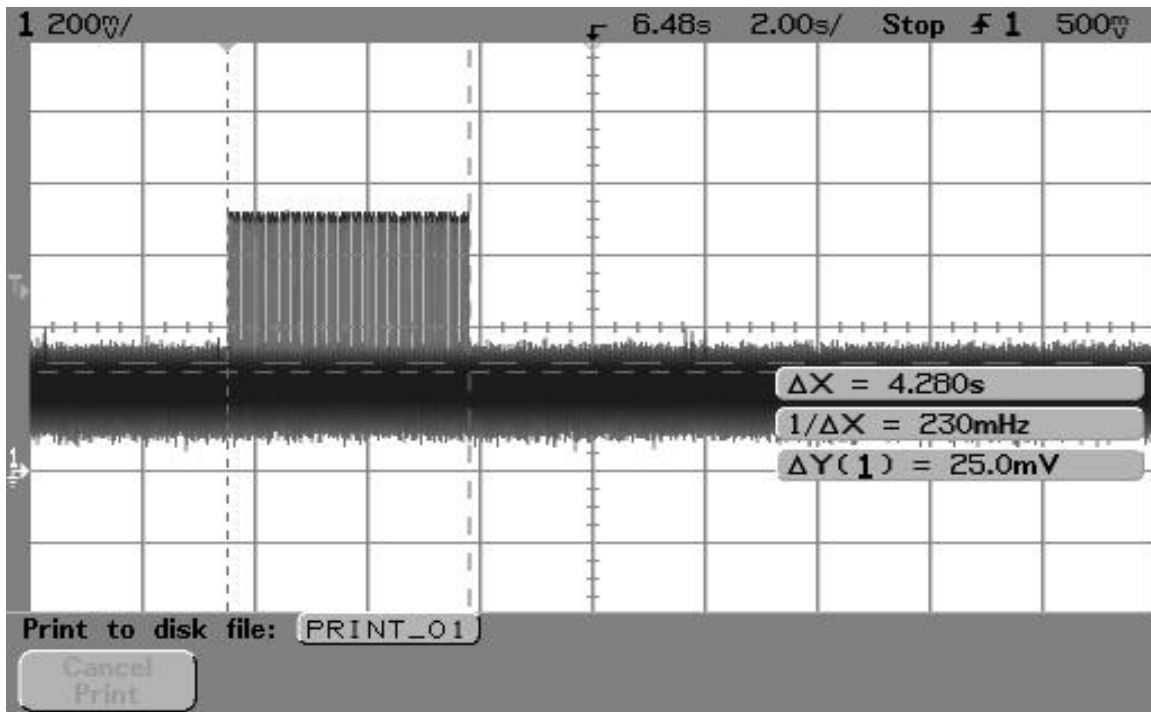 1 200mV/ 6.48s 2.00s/ Stop 1 500mV
T
ΔX = 4.280s
1/ΔX = 230mHz
1
ΔY(1) = 25.0mV
Print to disk file: PRINT_01
Cancel
Print